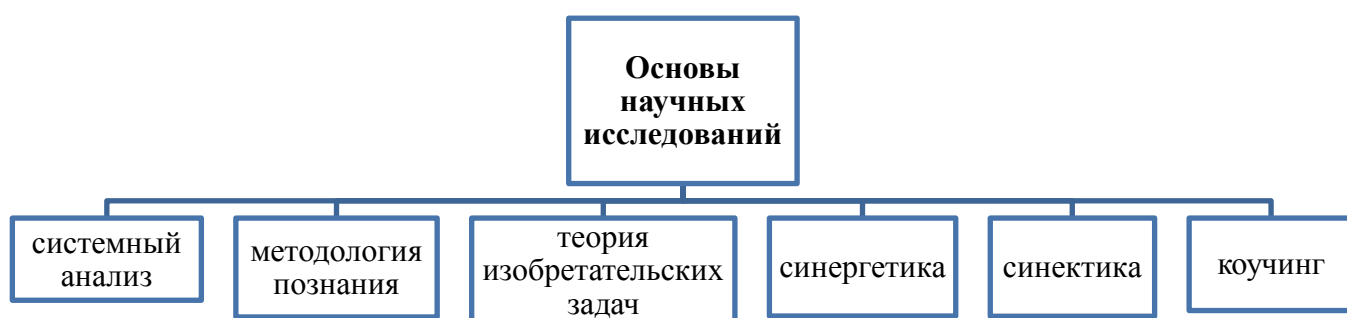 Основы
научных
исследований
системный
анализ
методология
познания
теория
изобретательских
задач
синергетика
синектика
коучинг